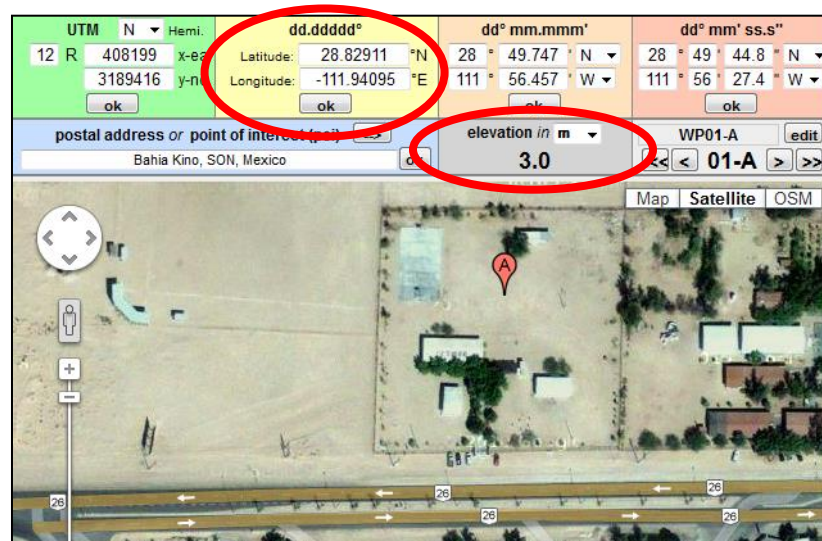 UTM N Hemi. dd.ddddd° dd° mm.mmm' dd° mm' ss.s"
12 R 408199 x-ea Latitude: 28.82911 °N 28 ° 49.747 ' N 28 ° 49 ' 44.8 " N
3189416 y-no Longitude: -111.94095 °E 111 ° 56.457 ' W 111 ° 56 ' 27.4 " W
ok ok ok ok
postal address or point of interest (poi) elevation in m WP01-A edit
Bahia Kino, SON, Mexico 3.0 << < 01-A > >>
Map Satellite OSM
A
26
26
26
26
26